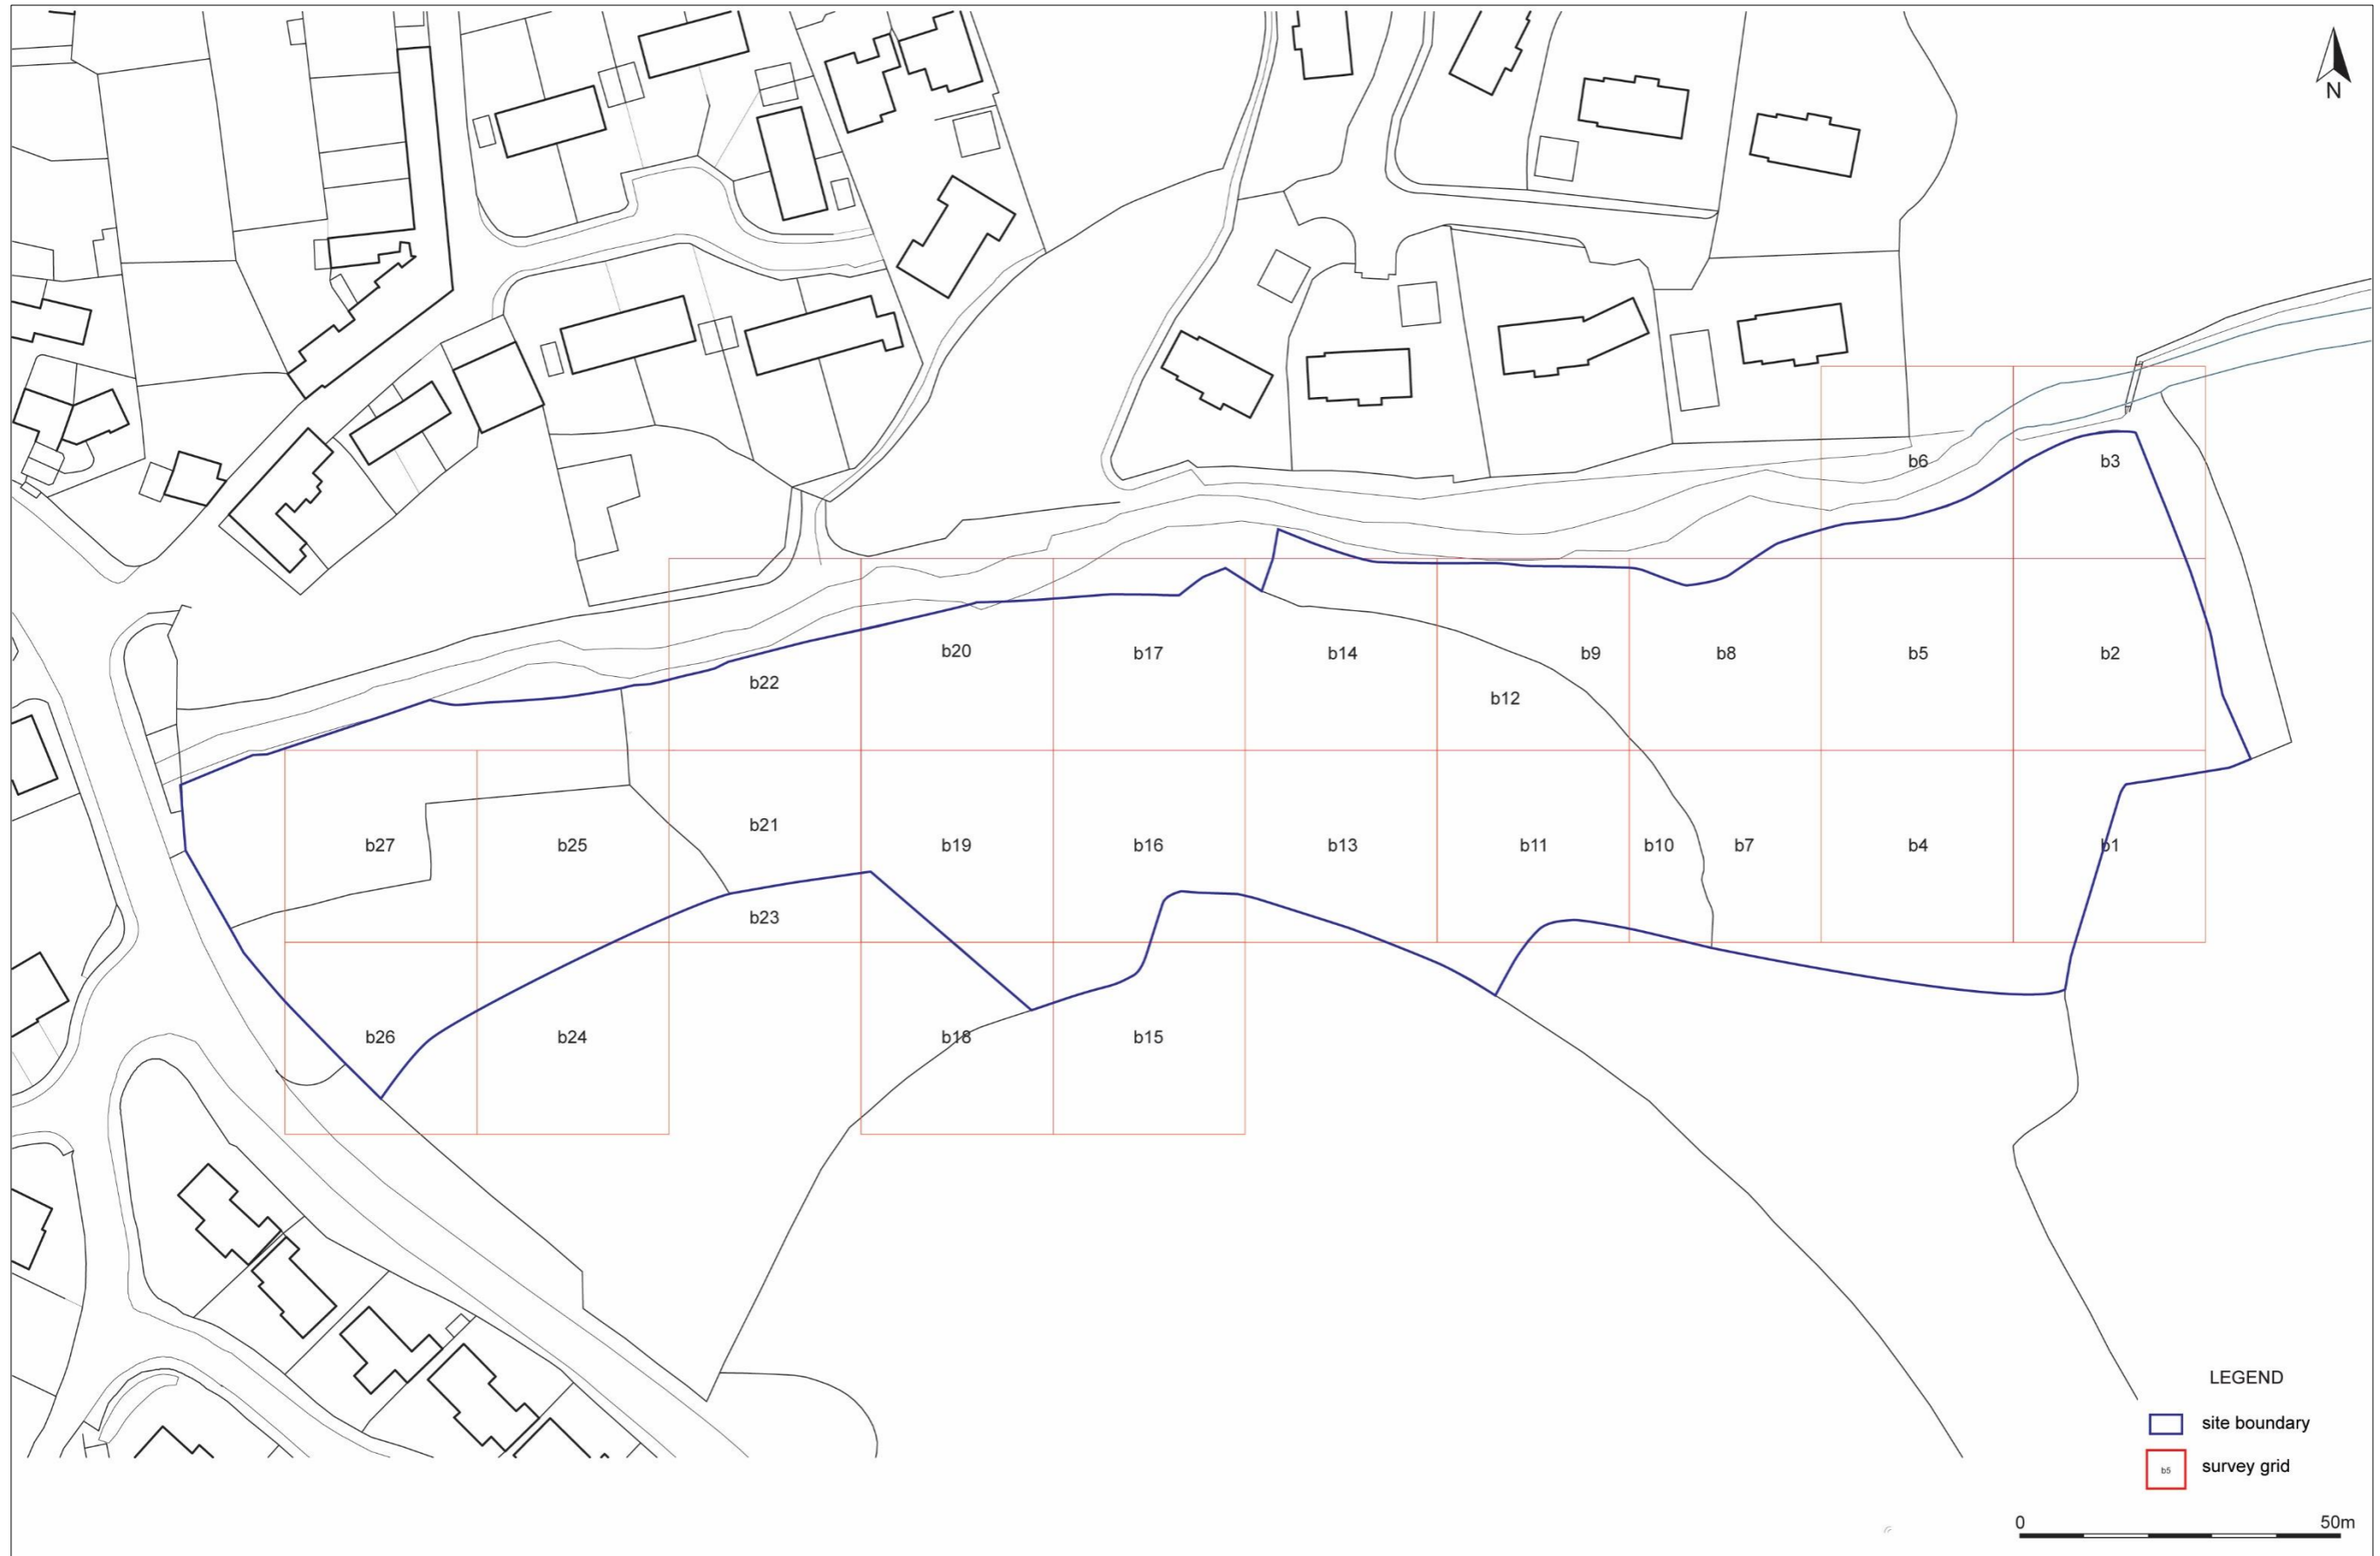 N
b6
b3
b20
b17
b14
b9
b8
b5
b2
b22
b12
b21
b27
b25
b19
b16
b13
b11
b10
b7
b4
b1
b23
b26
b24
b18
b15
LEGEND
site boundary
b5
survey grid
0
50m